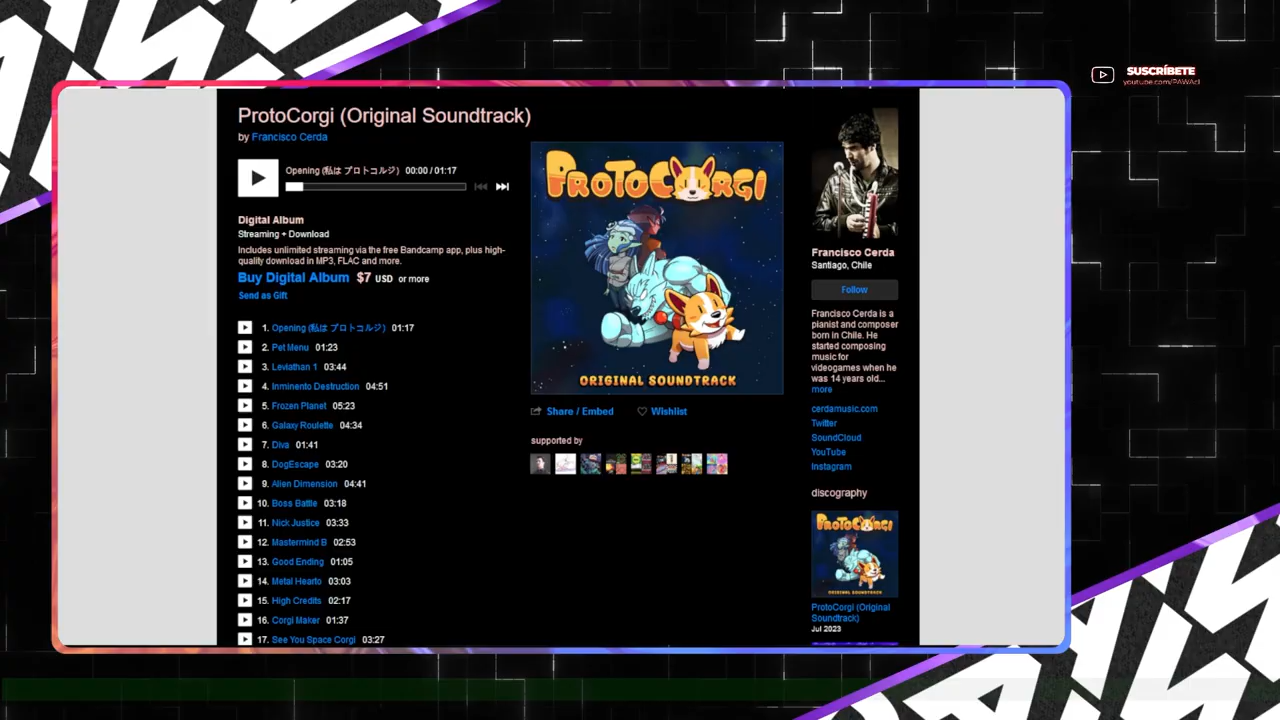 SUSCRÍBETE
youtube.com/PAWAcl
ProtoCorgi (Original Soundtrack)
by Francisco Cerda
Opening (私は プロトコルジ) 00:00 / 01:17
Digital Album
Streaming + Download
Includes unlimited streaming via the free Bandcamp app, plus high-
quality download in MP3, FLAC and more.
Buy Digital Album $7 USD or more
Send as Gift
1. Opening (私は プロトコルジ) 01:17
2. Pet Menu 01:23
3. Leviathan 1 03:44
4. Inminento Destruction 04:51
5. Frozen Planet 05:23
6. Galaxy Roulette 04:34
7. Diva 01:41
8. DogEscape 03:20
9. Alien Dimension 04:41
10. Boss Battle 03:18
11. Nick Justice 03:33
12. Mastermind B 02:53
13. Good Ending 01:05
14. Metal Hearto 03:03
15. High Credits 02:17
16. Corgi Maker 01:37
17. See You Space Corgi 03:27
PROTOCORGI
ORIGINAL SOUNDTRACK
Share / Embed Wishlist
supported by
Francisco Cerda
Santiago, Chile
Follow
Francisco Cerda is a
pianist and composer
born in Chile. He
started composing
music for
videogames when he
was 14 years old...
more
cerdamusic.com
Twitter
SoundCloud
YouTube
Instagram
discography
PROTOCORGI
ORIGINAL SOUNDTRACK
ProtoCorgi (Original
Soundtrack)
Jul 2023